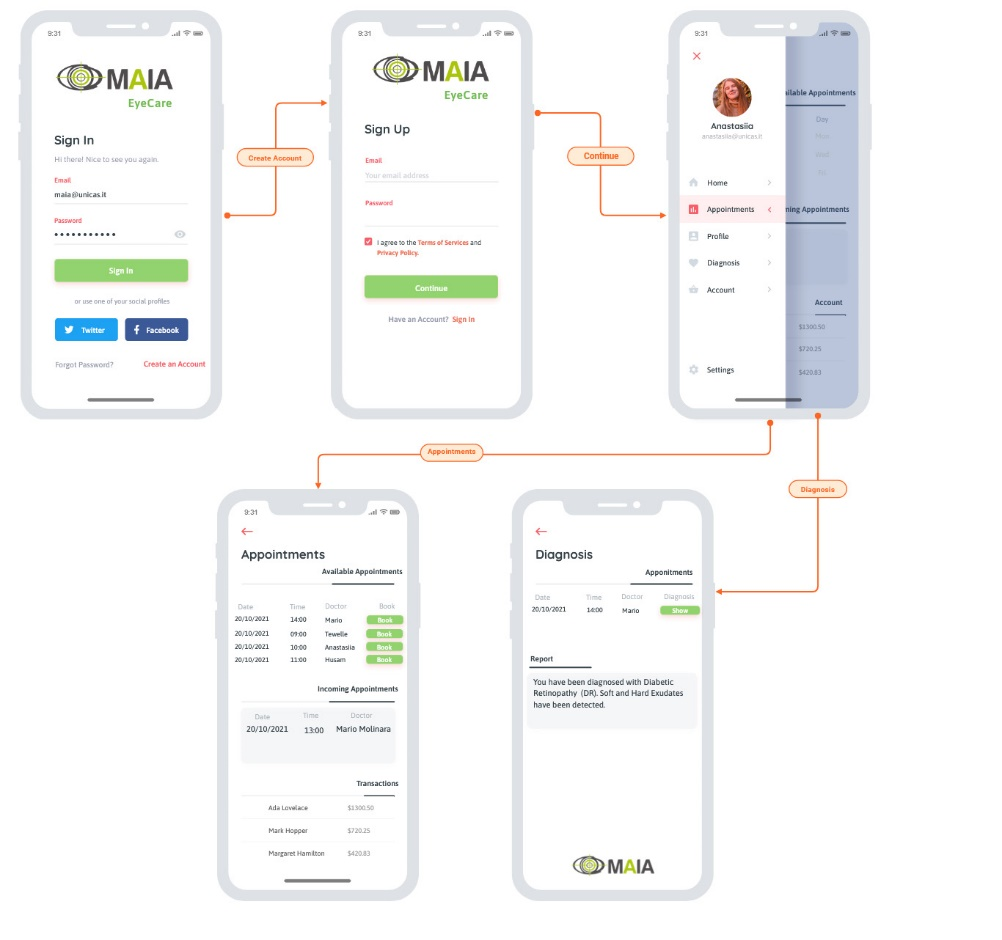 9:31
MAIA
EyeCare
Sign In
Hi there! Nice to see you again.
Email
maia@unicas.it
Password
•••••••••••
Sign In
or use one of your social profiles
Twitter
Facebook
Forgot Password?
Create an Account
Create Account
9:31
MAIA
EyeCare
Sign Up
Email
Your email address
Password
I agree to the Terms of Services and
Privacy Policy.
Continue
Have an Account? Sign In
Continue
9:31
Anastasiia
anastasiia@unicas.it
Home
Appointments
Profile
Diagnosis
Account
Settings
ilable Appointments
Day
Mon
Wed
Fri
ning Appointments
Account
$1300.50
$720.25
$420.83
Appointments
Diagnosis
9:31
Appointments
Available Appointments
Date Time Doctor Book
20/10/2021 14:00 Mario Book
20/10/2021 09:00 Tewelle Book
20/10/2021 10:00 Anastasiia Book
20/10/2021 11:00 Husam Book
Incoming Appointments
Date Time Doctor
20/10/2021 13:00 Mario Molinara
Transactions
Ada Lovelace $1300.50
Mark Hopper $720.25
Margaret Hamilton $420.83
Diagnosis
Apponitments
Date Time Doctor Diagnosis
20/10/2021 14:00 Mario Show
Report
You have been diagnosed with Diabetic
Retinopathy (DR). Soft and Hard Exudates
have been detected.
MAIA